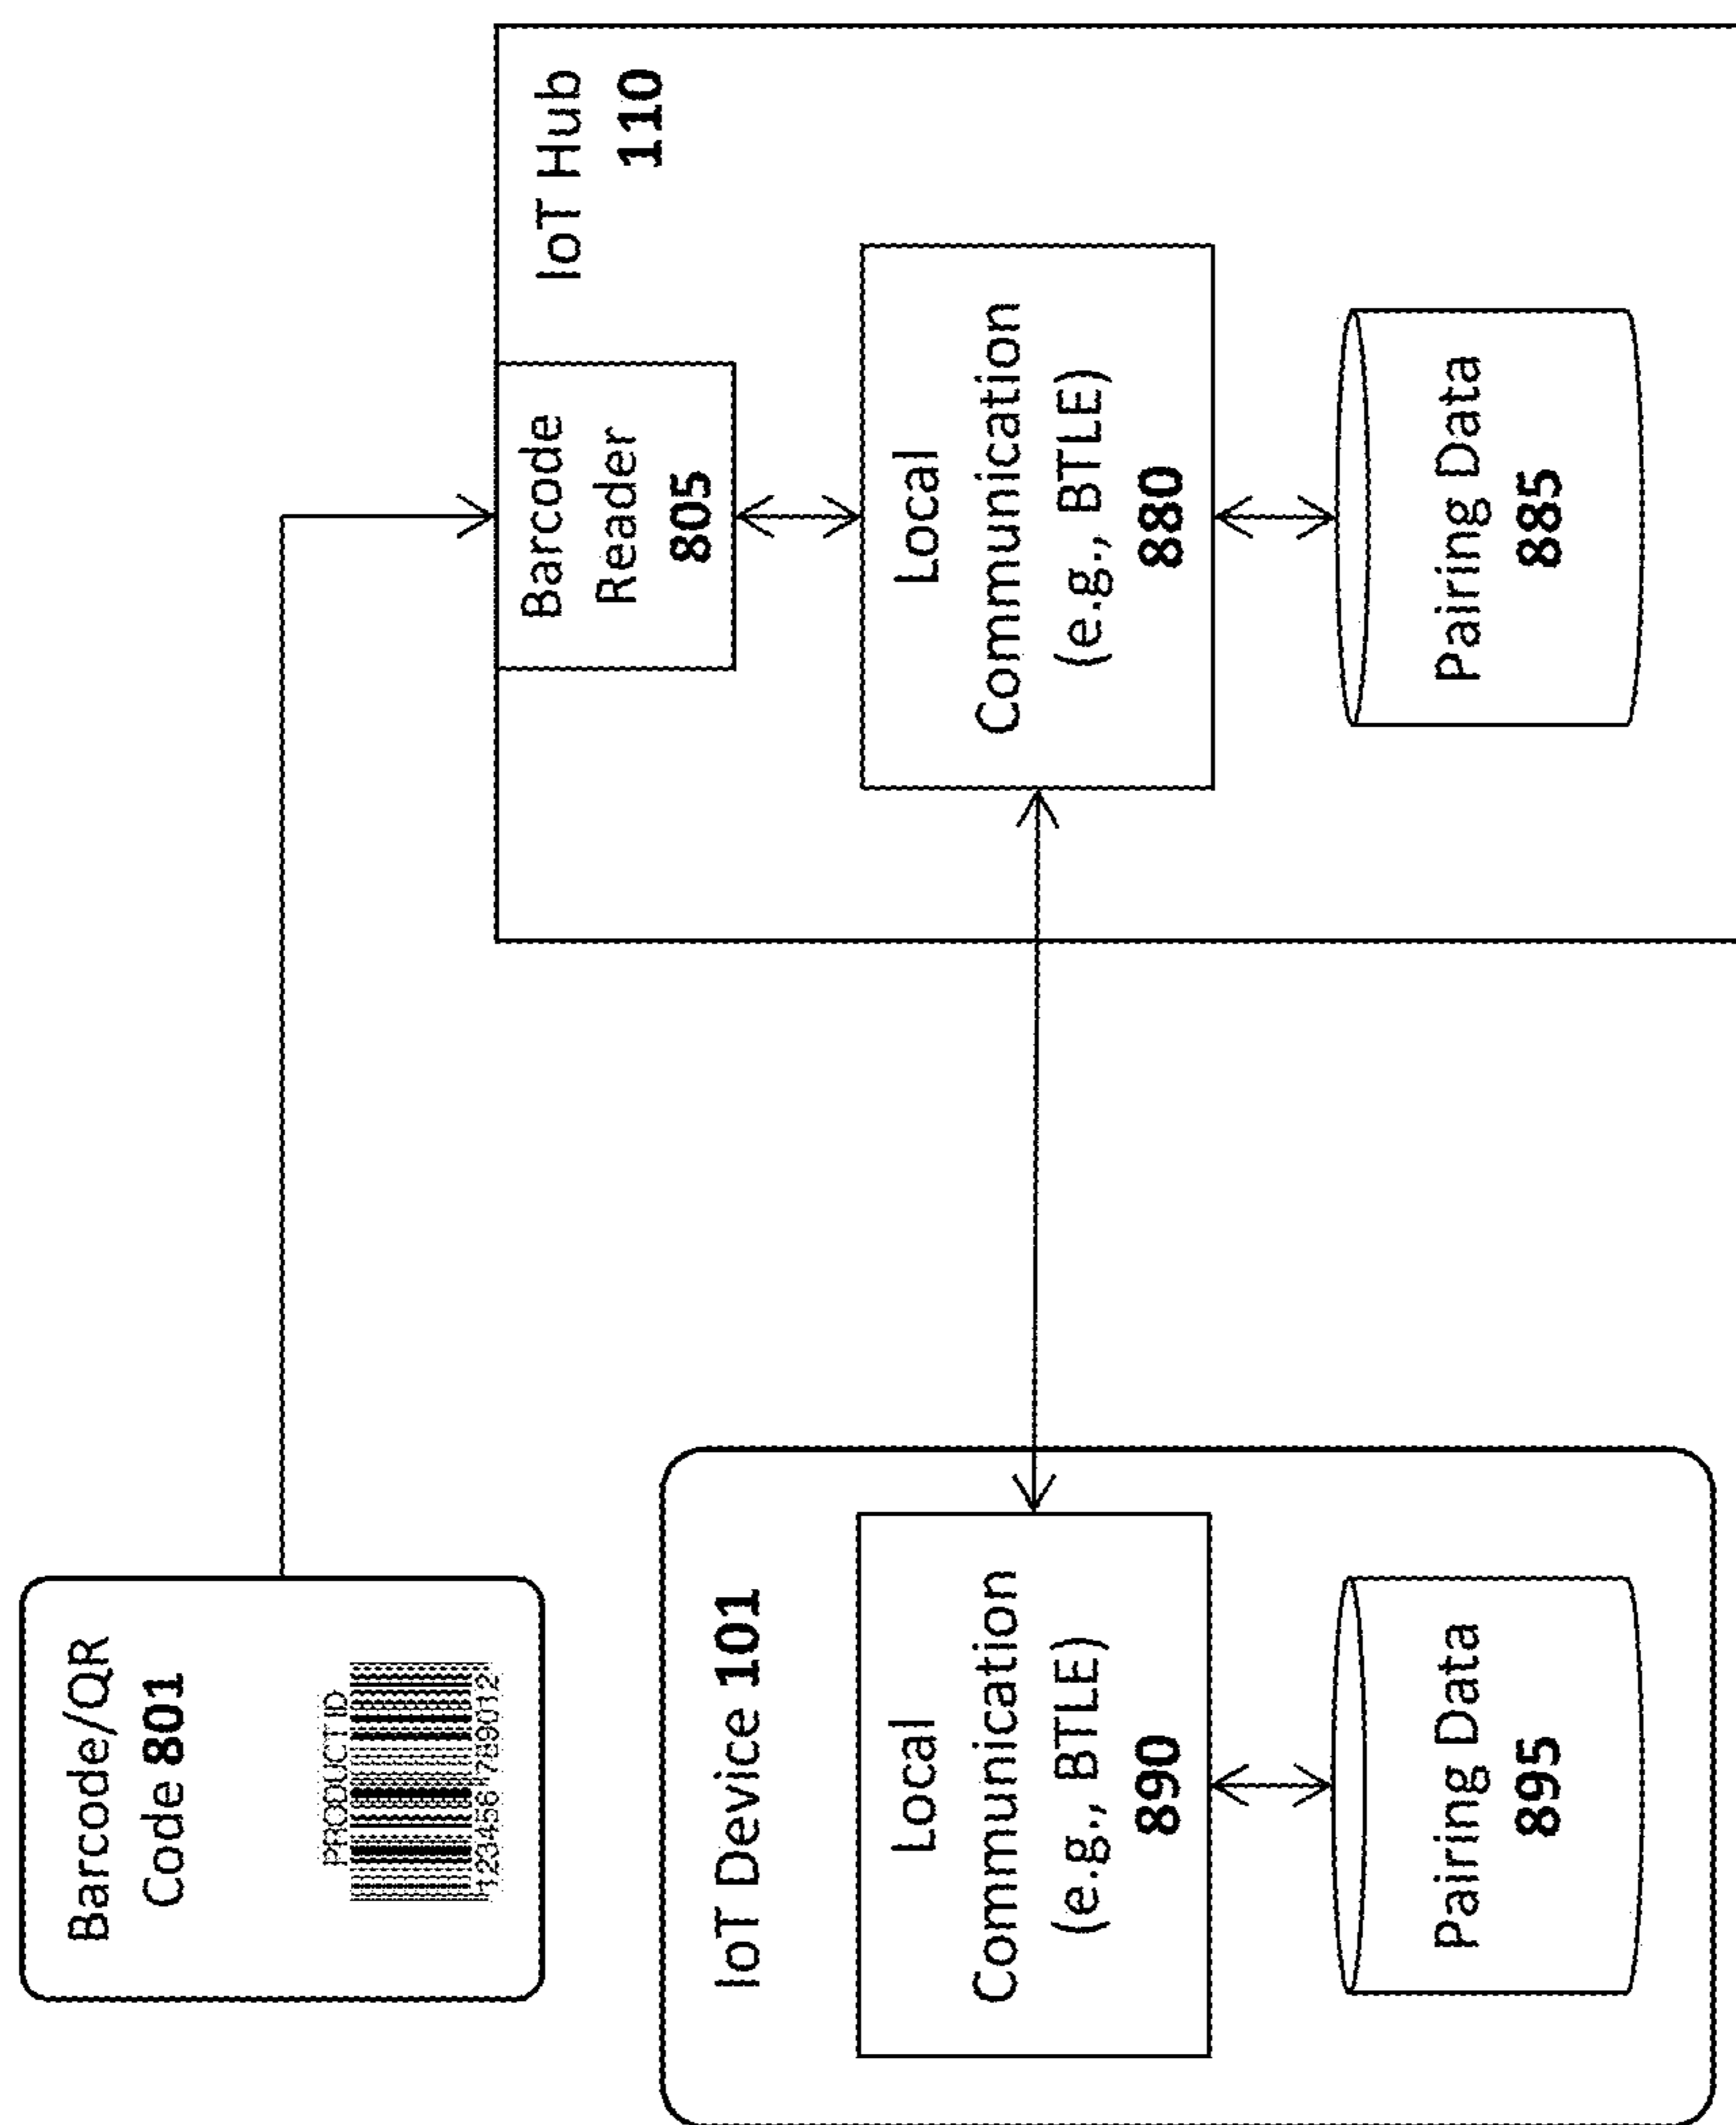 Barcode/QR
Code 801
PRODUCT ID
123456 789012
IoT Device 101
Local
Communication
(e.g., BTLE)
890
Pairing Data
895
IoT Hub
110
Barcode
Reader
805
Local
Communication
(e.g., BTLE)
880
Pairing Data
885